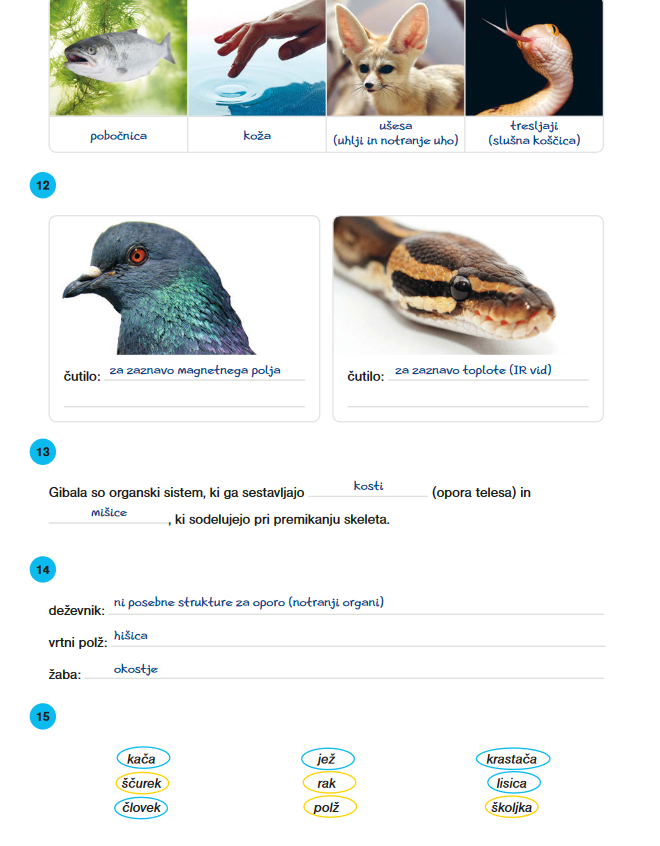 pobočnica
koža
ušesa
(uhlji in notranje uho)
tresljaji
(slušna koščica)
12
čutilo: za zaznavo magnetnega polja
čutilo: za zaznavo toplote (IR vid)
13
Gibala so organski sistem, ki ga sestavljajo kosti (opora telesa) in
mišice, ki sodelujejo pri premikanju skeleta.
14
deževnik: ni posebne strukture za oporo (notranji organi)
vrtni polž: hišica
žaba: okostje
15
kača jež krastača
ščurek rak lisica
človek polž školjka